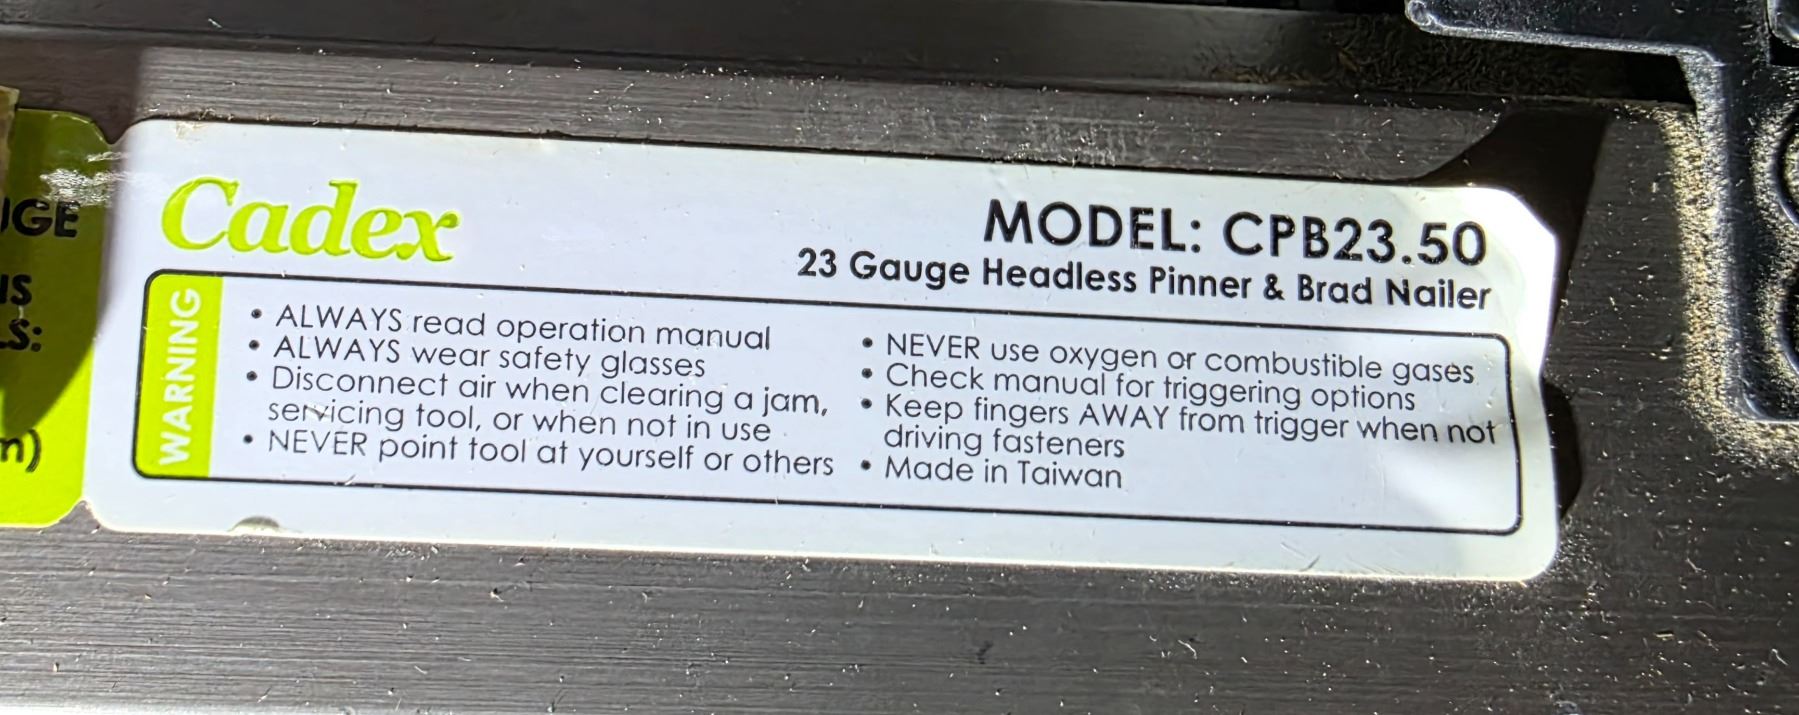 GE
S
S:
m)
Cadex
MODEL: CPB23.50
23 Gauge Headless Pinner & Brad Nailer
WARNING
• ALWAYS read operation manual
• ALWAYS wear safety glasses
• Disconnect air when clearing a jam,
servicing tool, or when not in use
• NEVER point tool at yourself or others
• NEVER use oxygen or combustible gases
• Check manual for triggering options
• Keep fingers AWAY from trigger when not
driving fasteners
• Made in Taiwan